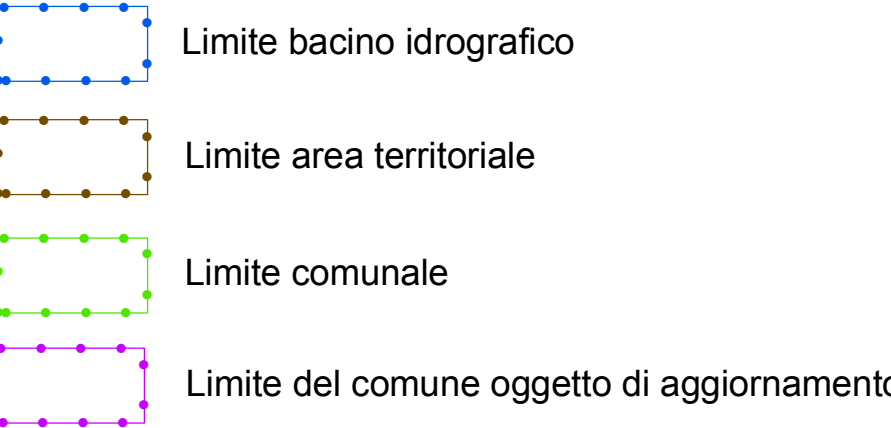 Limite bacino idrografico
Limite area territoriale
Limite comunale
Limite del comune oggetto di aggiornamento